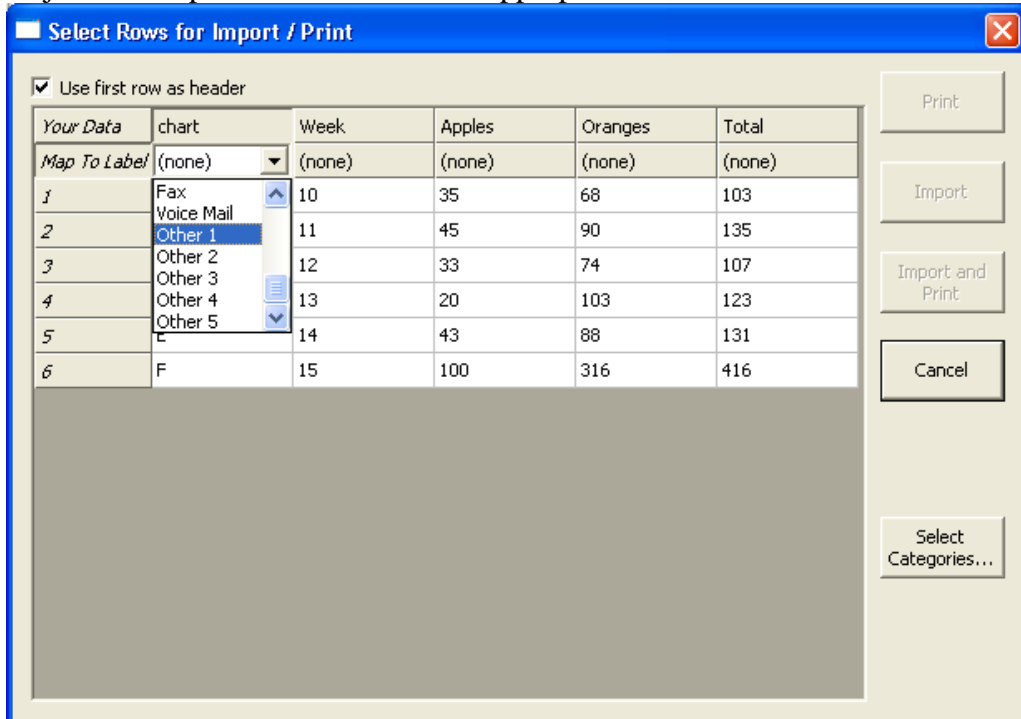 Select Rows for Import / Print
Use first row as header
Print
Your Data chart Week Apples Oranges Total
Map To Label (none) (none) (none) (none) (none)
1 Fax 10 35 68 103
Import
Voice Mail
2 Other 1 11 45 90 135
Other 2
3 12 33 74 107
Other 3
Import and
Print
4 Other 4 13 20 103 123
Other 5
5 E 14 43 88 131
6 F 15 100 316 416
Cancel
Select
Categories...